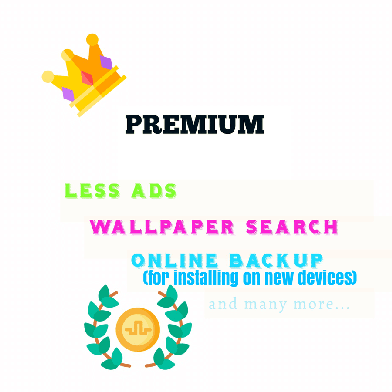 PREMIUM
LESS ADS
WALLPAPER SEARCH
ONLINE BACKUP
(for installing on new devices)
and many more...